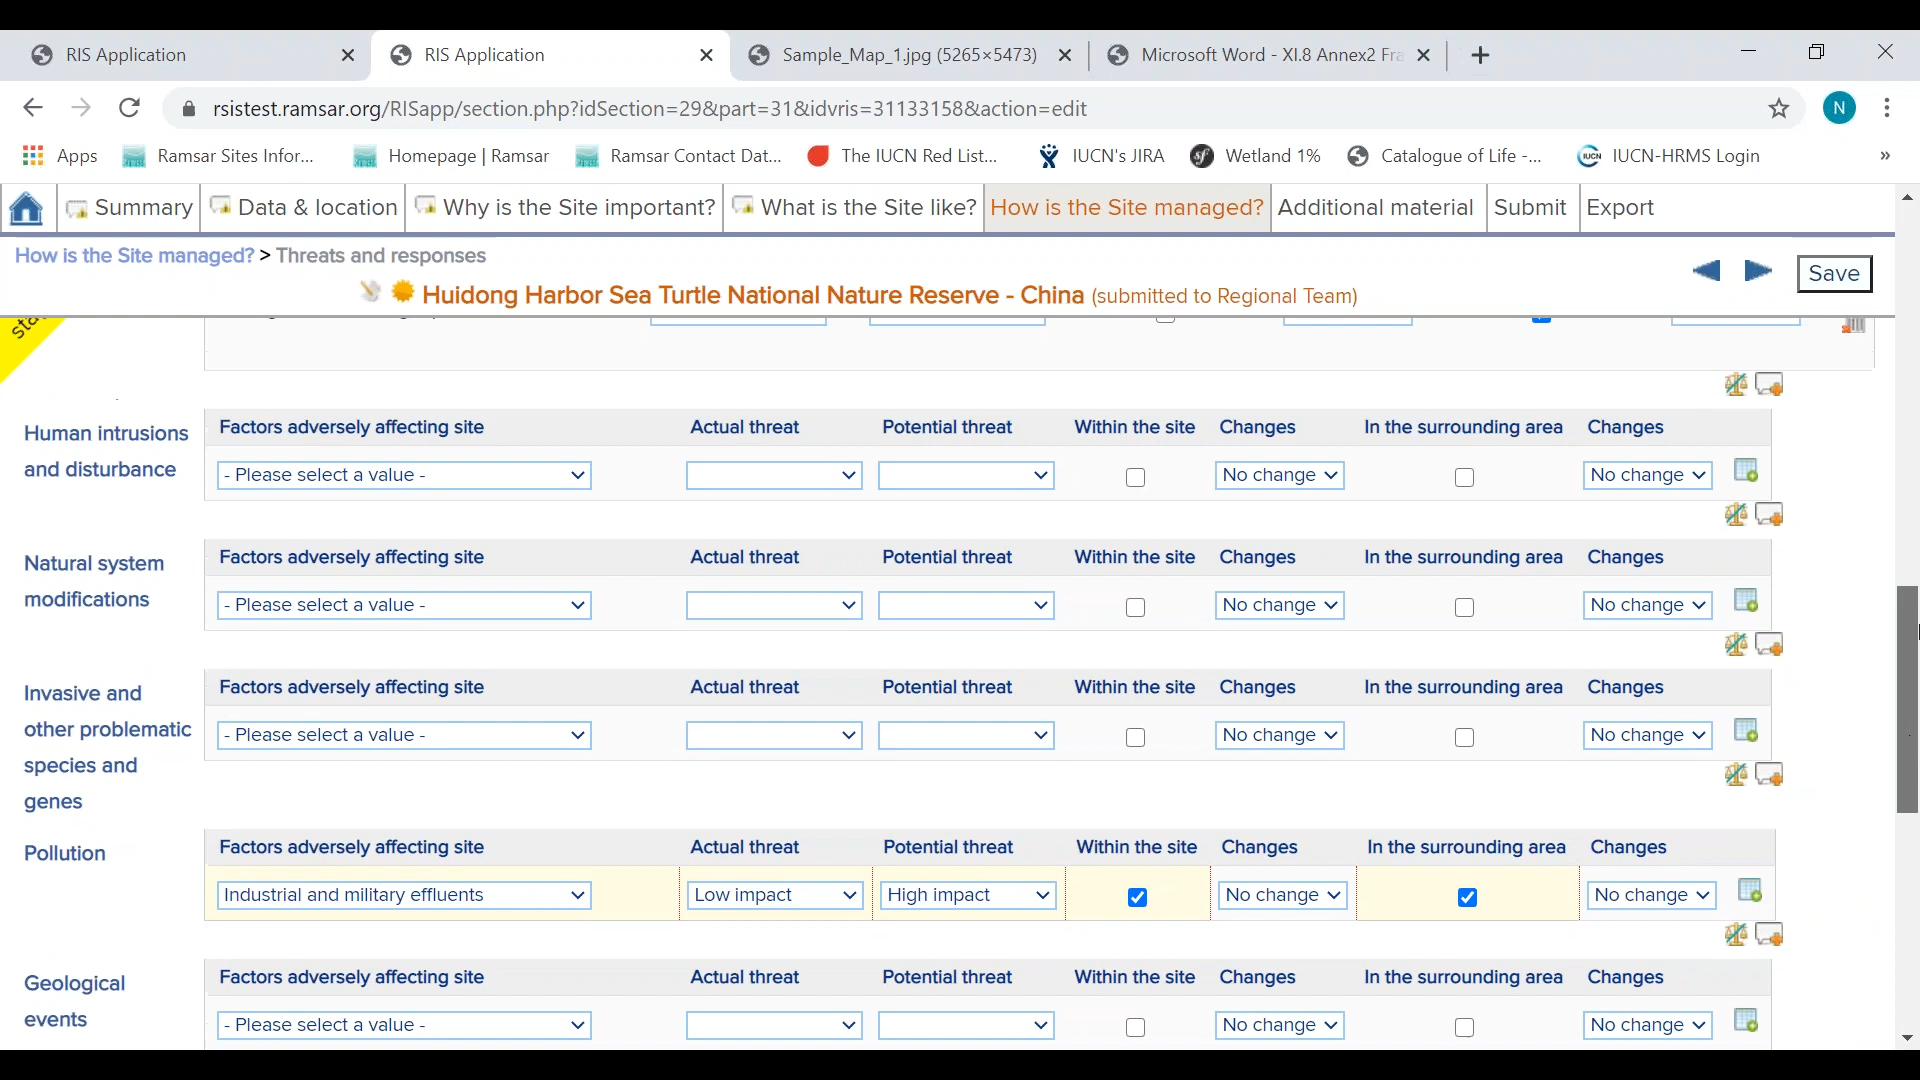 RIS Application
RIS Application
Sample_Map_1.jpg (5265×5473)
Microsoft Word - XI.8 Annex2 Fra
rsistest.ramsar.org/RISapp/section.php?idSection=29&part=31&idvris=31133158&action=edit
N
Apps
Ramsar Sites Infor...
Homepage | Ramsar
Ramsar Contact Dat...
The IUCN Red List...
IUCN's JIRA
Wetland 1%
Catalogue of Life -...
IUCN-HRMS Login
»
Summary
Data & location
Why is the Site important?
What is the Site like?
How is the Site managed?
Additional material
Submit
Export
How is the Site managed? > Threats and responses
Save
Huidong Harbor Sea Turtle National Nature Reserve - China (submitted to Regional Team)
Human intrusions
and disturbance
Factors adversely affecting site Actual threat Potential threat Within the site Changes In the surrounding area Changes
- Please select a value - No change No change
Natural system
modifications
Factors adversely affecting site Actual threat Potential threat Within the site Changes In the surrounding area Changes
- Please select a value - No change No change
Invasive and
other problematic
species and
genes
Factors adversely affecting site Actual threat Potential threat Within the site Changes In the surrounding area Changes
- Please select a value - No change No change
Pollution
Factors adversely affecting site Actual threat Potential threat Within the site Changes In the surrounding area Changes
Industrial and military effluents Low impact High impact No change No change
Geological
events
Factors adversely affecting site Actual threat Potential threat Within the site Changes In the surrounding area Changes
- Please select a value - No change No change